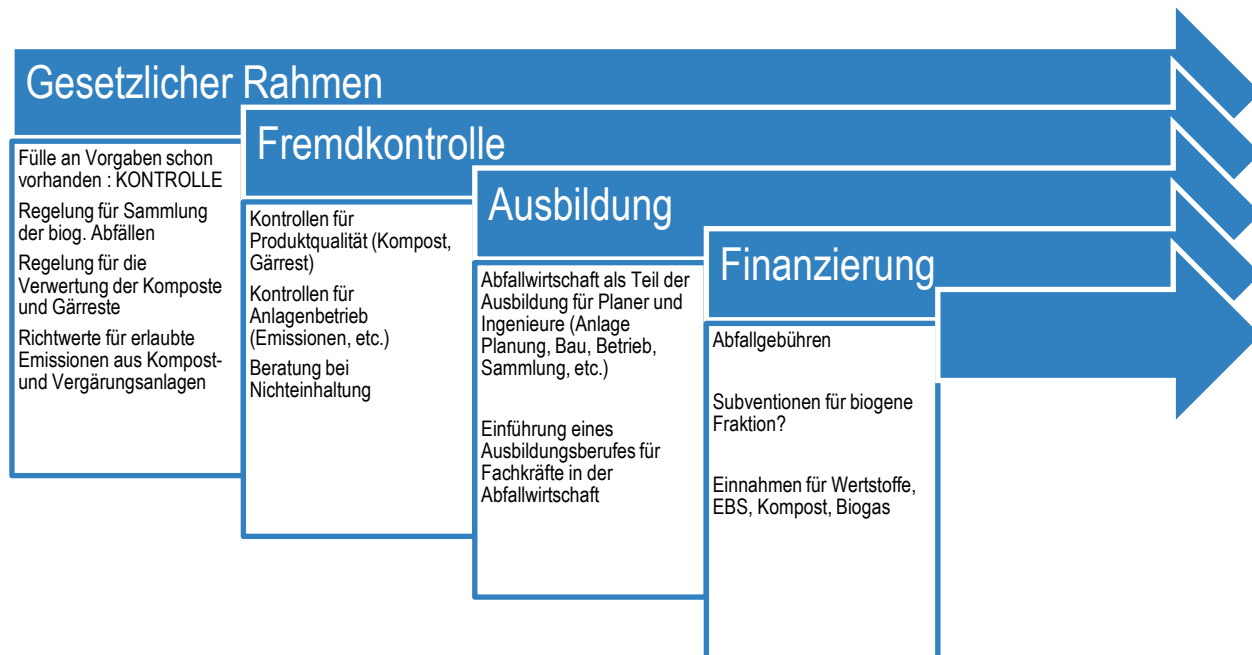 Gesetzlicher Rahmen
Fülle an Vorgaben schon
vorhanden : KONTROLLE
Regelung für Sammlung
der biog. Abfällen
Regelung für die
Verwertung der Komposte
und Gärreste
Richtwerte für erlaubte
Emissionen aus Kompost-
und Vergärungsanlagen
Fremdkontrolle
Kontrollen für
Produktqualität (Kompost,
Gärrest)
Kontrollen für
Anlagenbetrieb
(Emissionen, etc.)
Beratung bei
Nichteinhaltung
Ausbildung
Abfallwirtschaft als Teil der
Ausbildung für Planer und
Ingenieure (Anlage
Planung, Bau, Betrieb,
Sammlung, etc.)
Einführung eines
Ausbildungsberufes für
Fachkräfte in der
Abfallwirtschaft
Finanzierung
Abfallgebühren
Subventionen für biogene
Fraktion?
Einnahmen für Wertstoffe,
EBS, Kompost, Biogas